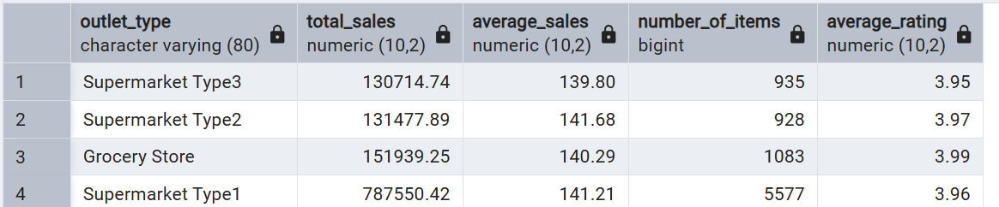 outlet_type total_sales average_sales number_of_items average_rating
character varying (80) numeric (10,2) numeric (10,2) bigint numeric (10,2)
1 Supermarket Type3 130714.74 139.80 935 3.95
2 Supermarket Type2 131477.89 141.68 928 3.97
3 Grocery Store 151939.25 140.29 1083 3.99
4 Supermarket Type1 787550.42 141.21 5577 3.96